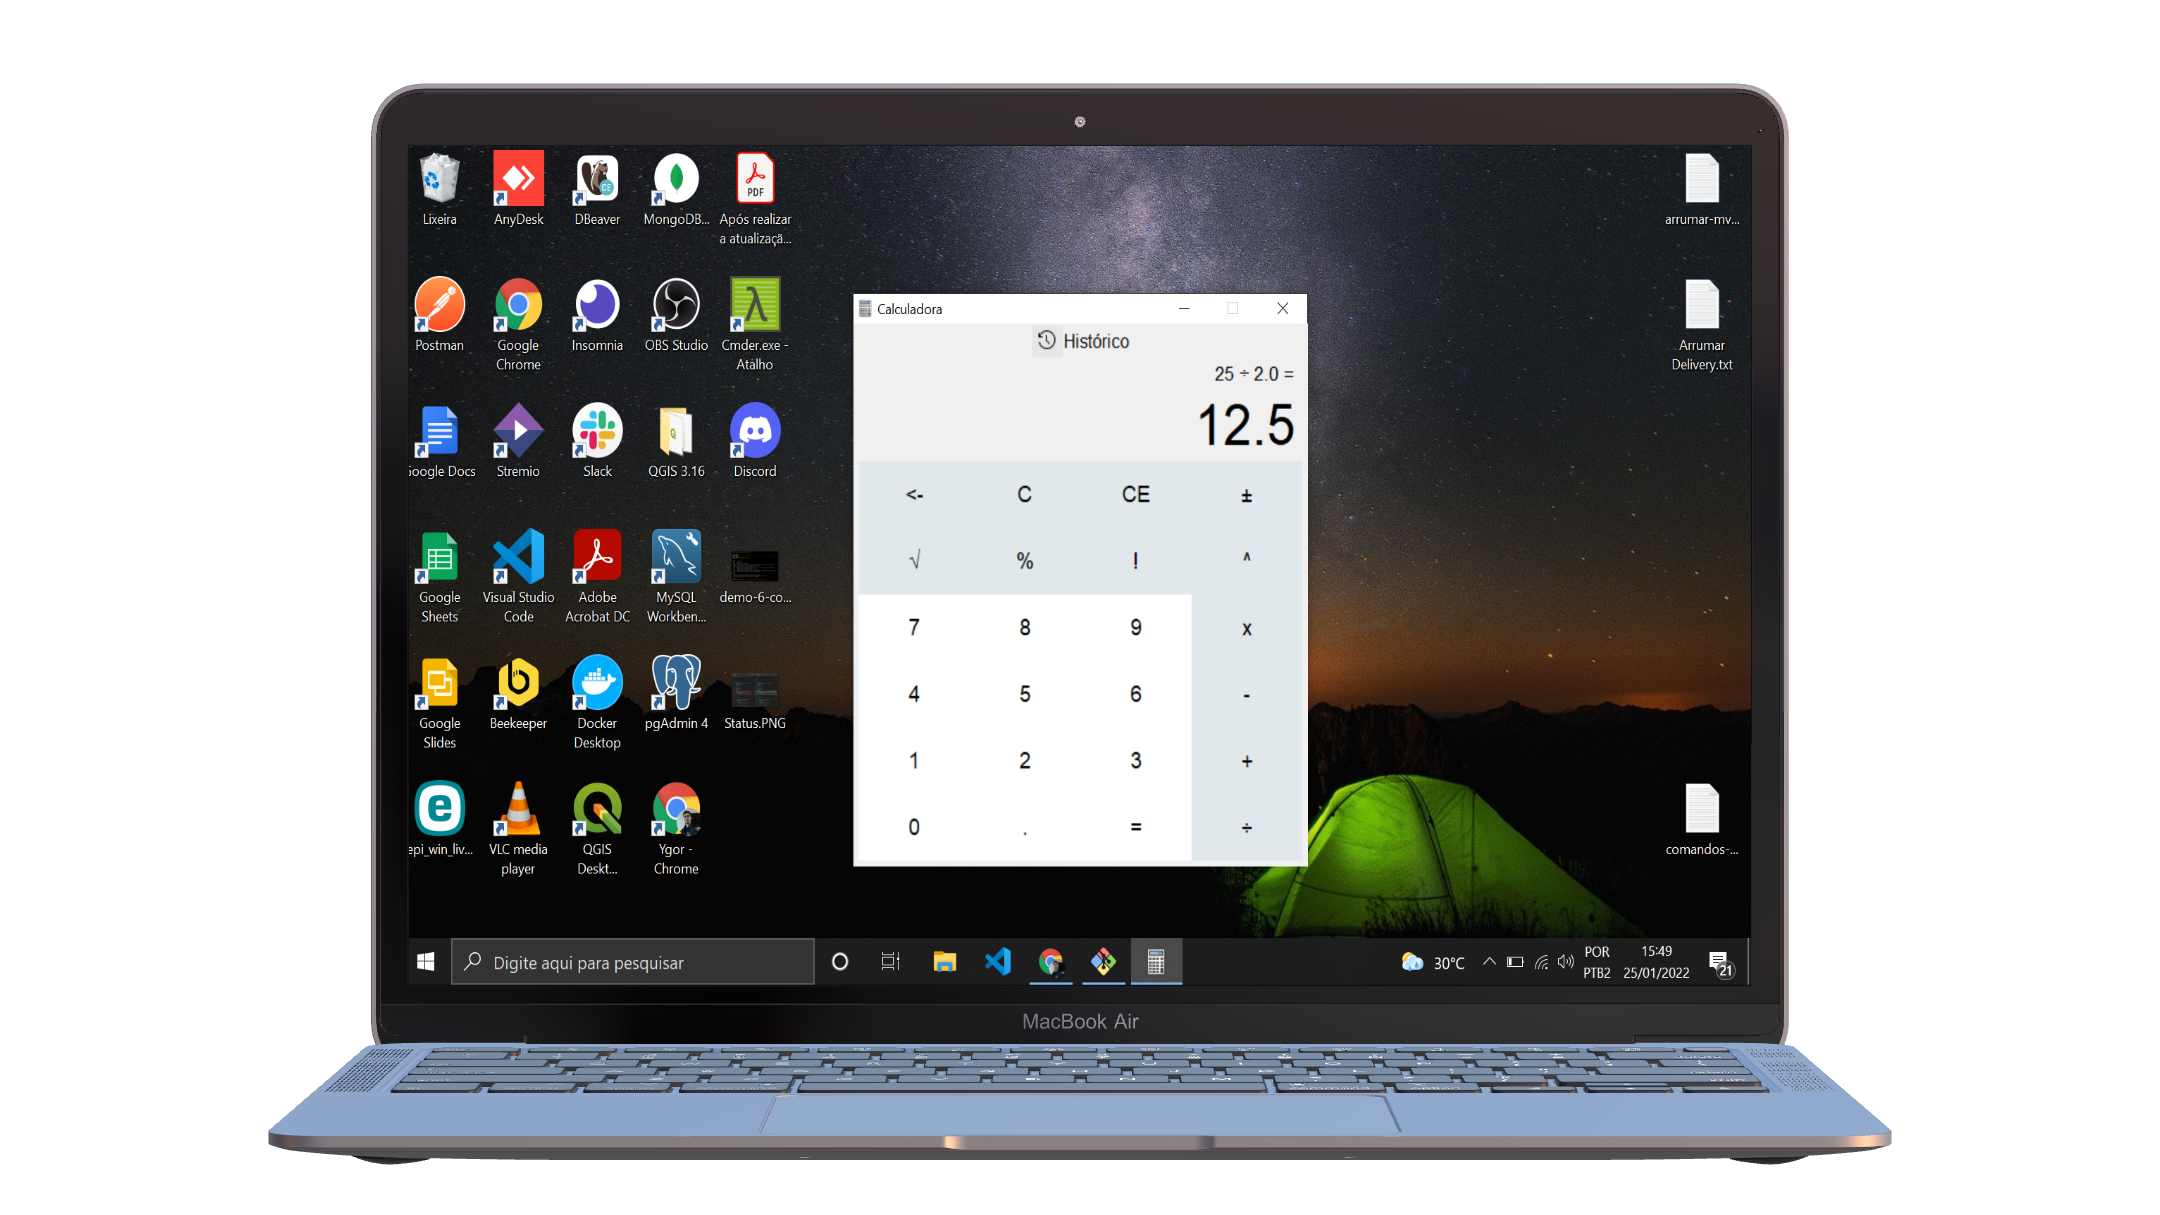 Lixeira
AnyDesk
DBeaver
MongoDB...
PDF
Após realizar
a atualizaçã...
arrumar-mv...
Postman
Google
Chrome
Insomnia
OBS Studio
Cmder.exe -
Atalho
Arrumar
Delivery.txt
Google Docs
Stremio
Slack
QGIS 3.16
Discord
Google
Sheets
Visual Studio
Code
Adobe
Acrobat DC
MySQL
Workben...
demo-6-co...
Google
Slides
Beekeeper
Docker
Desktop
pgAdmin 4
Status.PNG
epi_win_liv...
VLC media
player
QGIS
Deskt...
Ygor -
Chrome
comandos-...
Calculadora
Histórico
25 ÷ 2.0 =
12.5
<- C CE ±
√ % ! ^
7 8 9 x
4 5 6 -
1 2 3 +
0 . = ÷
Digite aqui para pesquisar
30°C
POR
PTB2
15:49
25/01/2022
21
MacBook Air